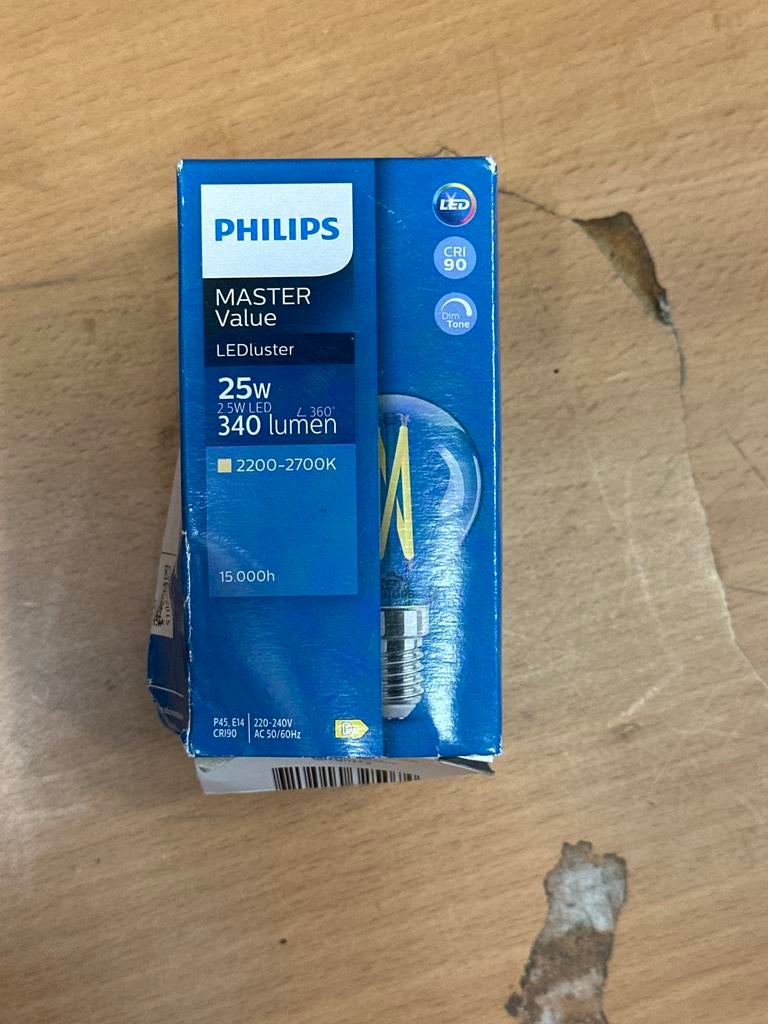 PHILIPS
MASTER
Value
LEDluster
25W
2.5W LED
360°
340 lumen
2200-2700K
15.000h
P45, E14
CRI90
220-240V
AC 50/60Hz
D
LED
CRI
90
Dim
Tone